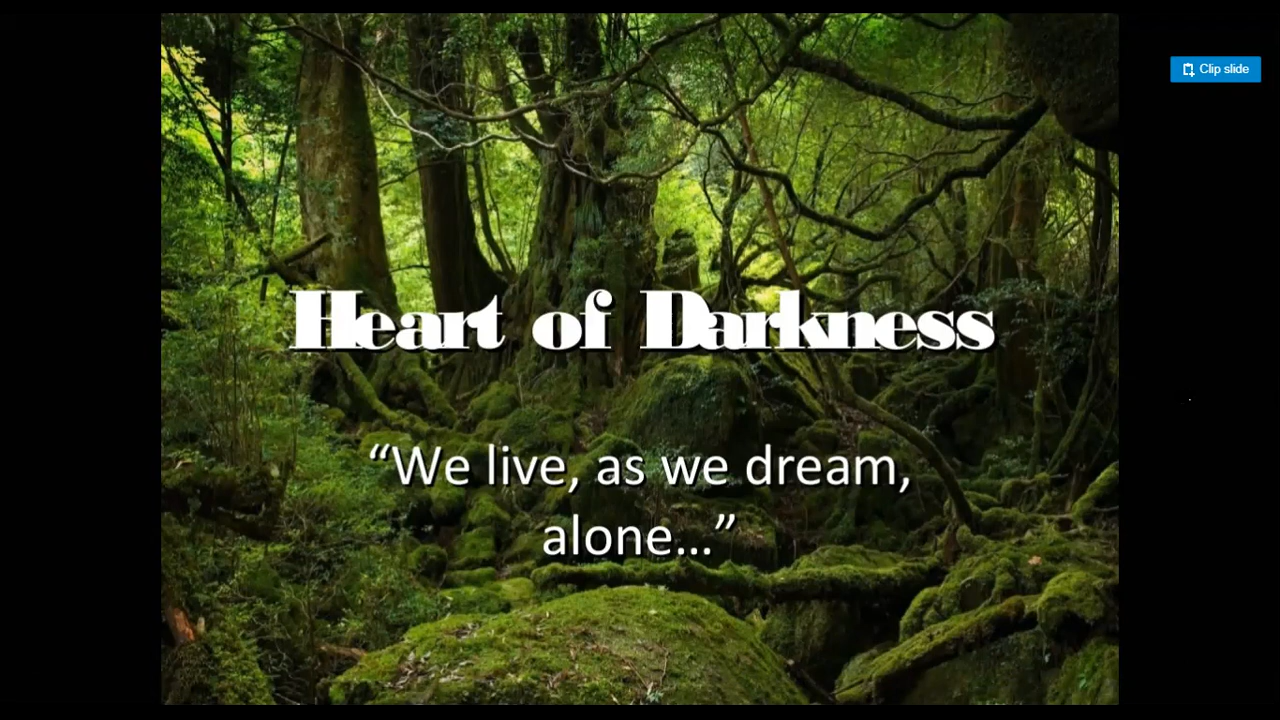 Clip slide
Heart of Darkness
“We live, as we dream,
alone...”